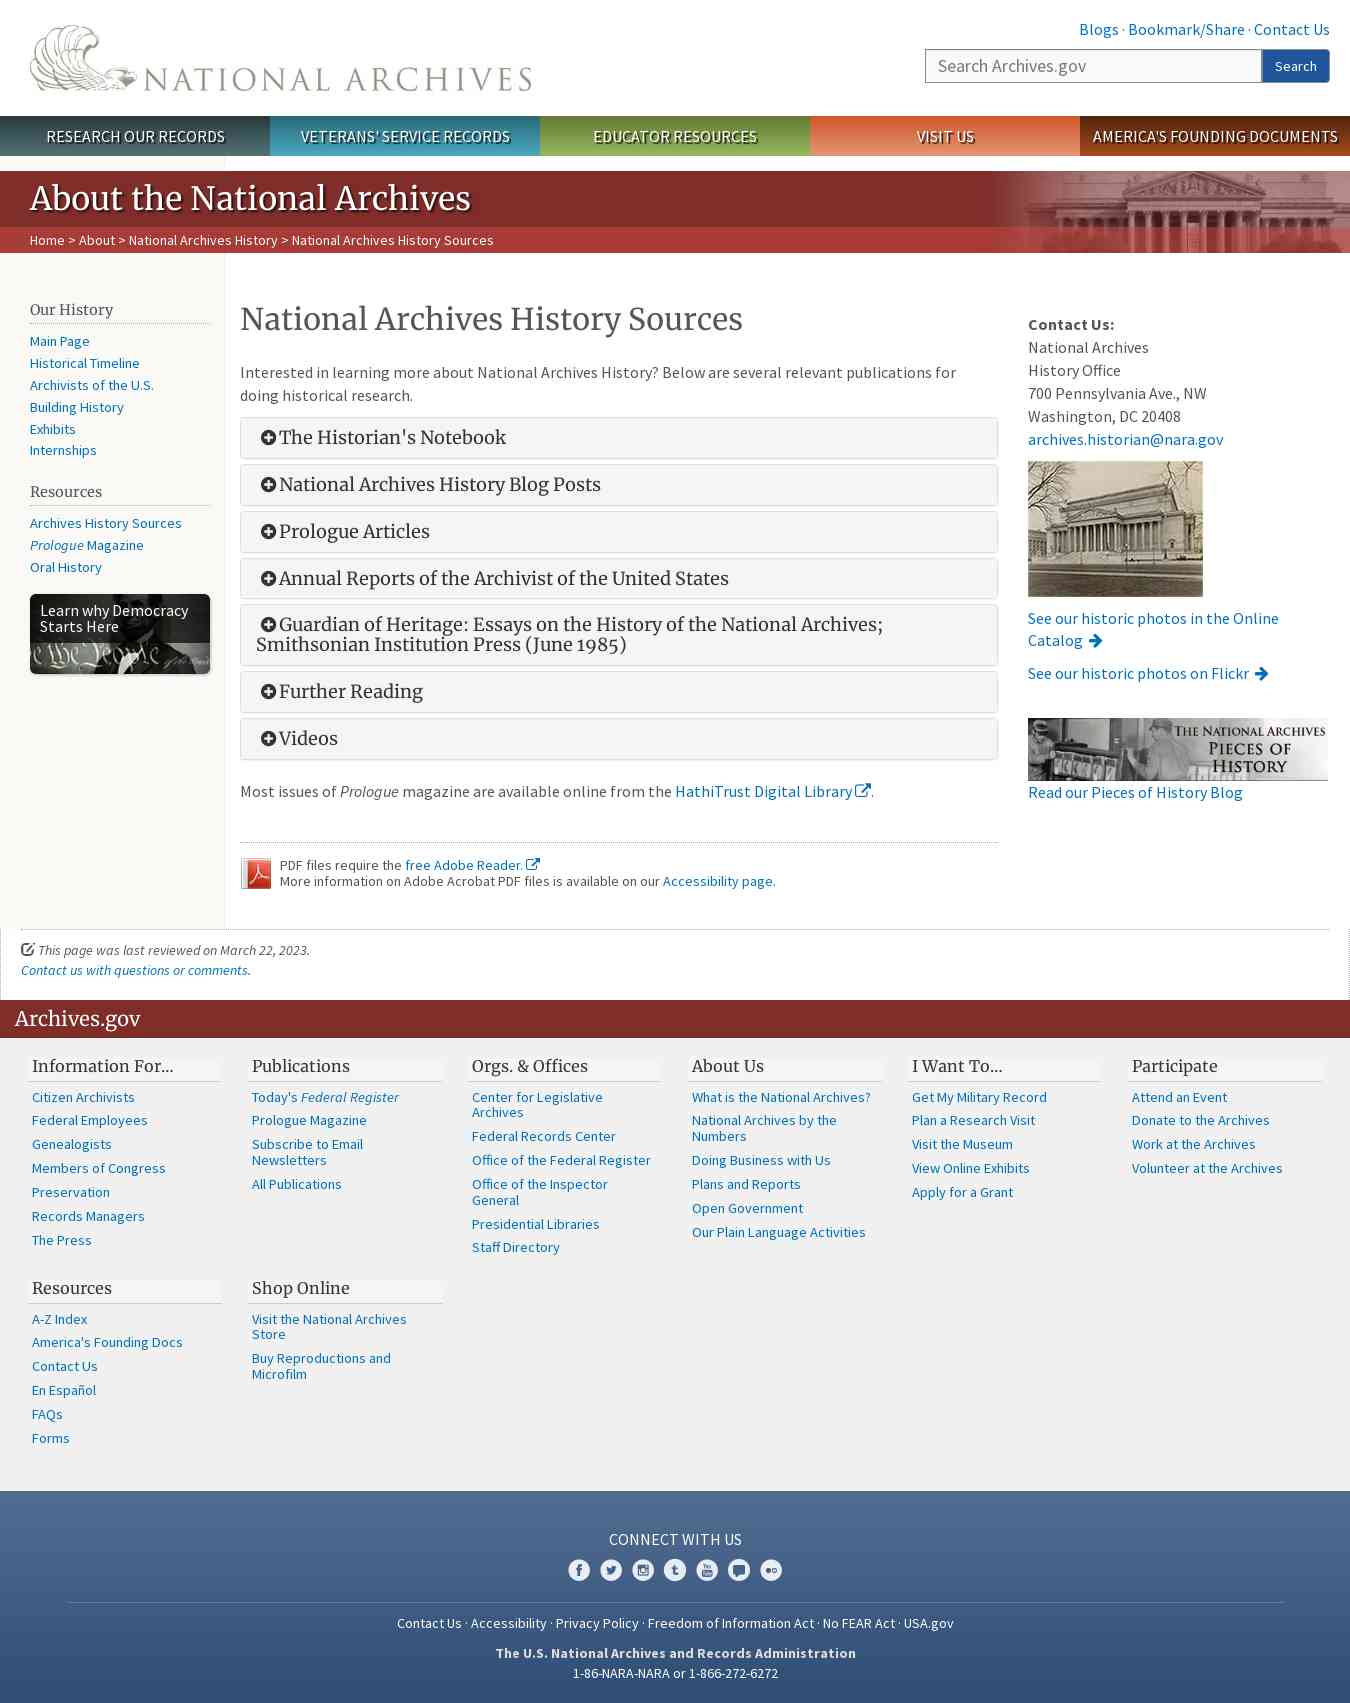 Blogs · Bookmark/Share · Contact Us
NATIONAL ARCHIVES
Search Archives.gov
Search
RESEARCH OUR RECORDS
VETERANS' SERVICE RECORDS
EDUCATOR RESOURCES
VISIT US
AMERICA'S FOUNDING DOCUMENTS
About the National Archives
Home > About > National Archives History > National Archives History Sources
Our History
Main Page
Historical Timeline
Archivists of the U.S.
Building History
Exhibits
Internships
Resources
Archives History Sources
Prologue Magazine
Oral History
Learn why Democracy
Starts Here
We the People
National Archives History Sources
Interested in learning more about National Archives History? Below are several relevant publications for
doing historical research.
The Historian's Notebook
National Archives History Blog Posts
Prologue Articles
Annual Reports of the Archivist of the United States
Guardian of Heritage: Essays on the History of the National Archives;
Smithsonian Institution Press (June 1985)
Further Reading
Videos
Most issues of Prologue magazine are available online from the HathiTrust Digital Library.
PDF files require the free Adobe Reader.
More information on Adobe Acrobat PDF files is available on our Accessibility page.
Contact Us:
National Archives
History Office
700 Pennsylvania Ave., NW
Washington, DC 20408
archives.historian@nara.gov
See our historic photos in the Online
Catalog
See our historic photos on Flickr
THE NATIONAL ARCHIVES
PIECES OF
HISTORY
Read our Pieces of History Blog
This page was last reviewed on March 22, 2023.
Contact us with questions or comments.
Archives.gov
Information For…
Citizen Archivists
Federal Employees
Genealogists
Members of Congress
Preservation
Records Managers
The Press
Publications
Today's Federal Register
Prologue Magazine
Subscribe to Email
Newsletters
All Publications
Orgs. & Offices
Center for Legislative
Archives
Federal Records Center
Office of the Federal Register
Office of the Inspector
General
Presidential Libraries
Staff Directory
About Us
What is the National Archives?
National Archives by the
Numbers
Doing Business with Us
Plans and Reports
Open Government
Our Plain Language Activities
I Want To…
Get My Military Record
Plan a Research Visit
Visit the Museum
View Online Exhibits
Apply for a Grant
Participate
Attend an Event
Donate to the Archives
Work at the Archives
Volunteer at the Archives
Resources
A-Z Index
America's Founding Docs
Contact Us
En Español
FAQs
Forms
Shop Online
Visit the National Archives
Store
Buy Reproductions and
Microfilm
CONNECT WITH US
Contact Us · Accessibility · Privacy Policy · Freedom of Information Act · No FEAR Act · USA.gov
The U.S. National Archives and Records Administration
1-86-NARA-NARA or 1-866-272-6272